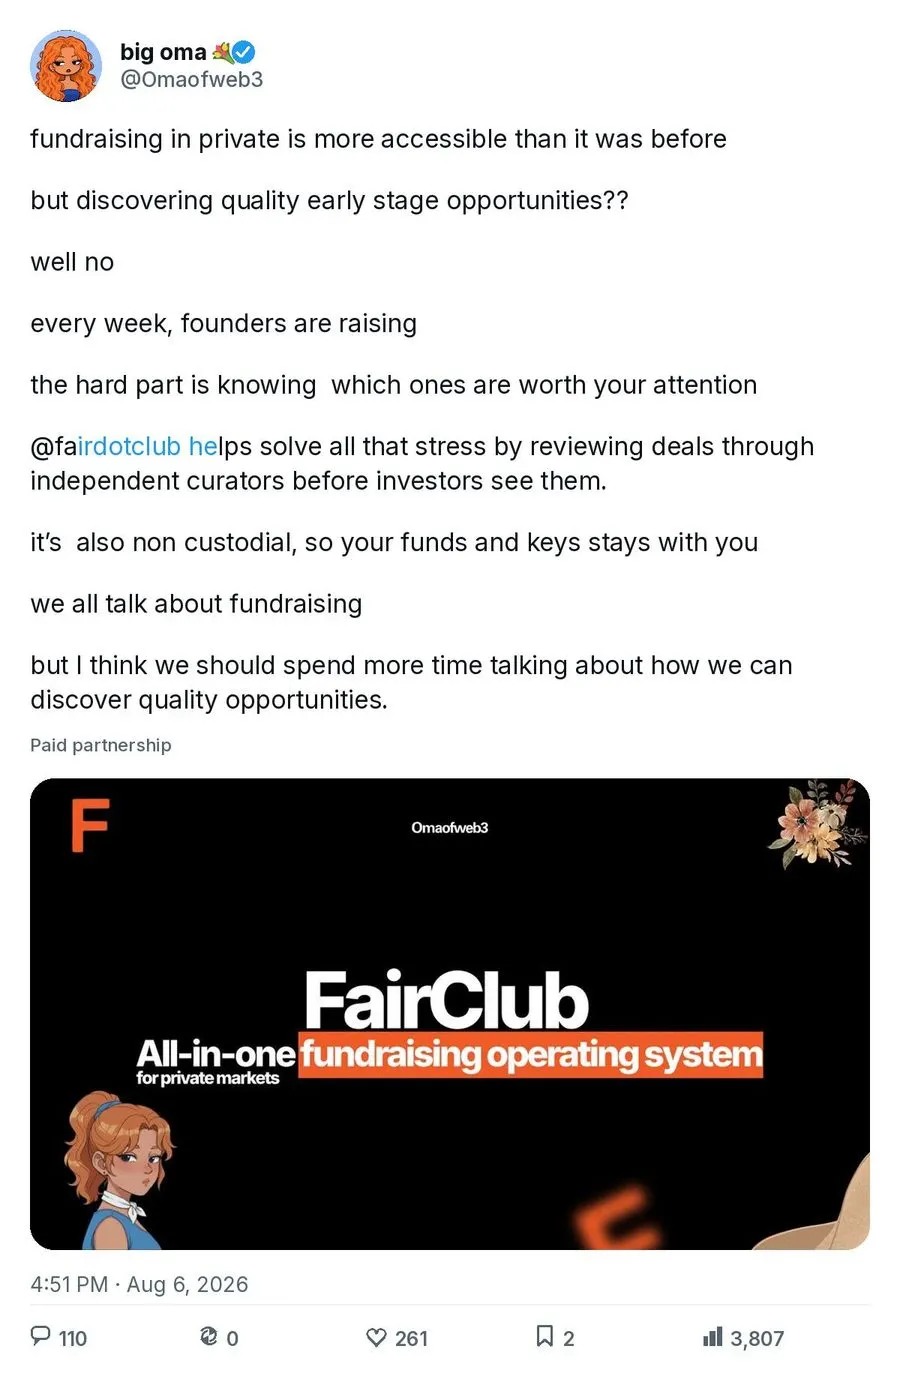 big oma
@Omaofweb3
fundraising in private is more accessible than it was before
but discovering quality early stage opportunities??
well no
every week, founders are raising
the hard part is knowing  which ones are worth your attention
@fairdotclub helps solve all that stress by reviewing deals through
independent curators before investors see them.
it’s  also non custodial, so your funds and keys stays with you
we all talk about fundraising
but I think we should spend more time talking about how we can
discover quality opportunities.
Paid partnership
F
Omaofweb3
FairClub
All-in-one fundraising operating system
for private markets
4:51 PM · Aug 6, 2026
110 0 261 2 3,807